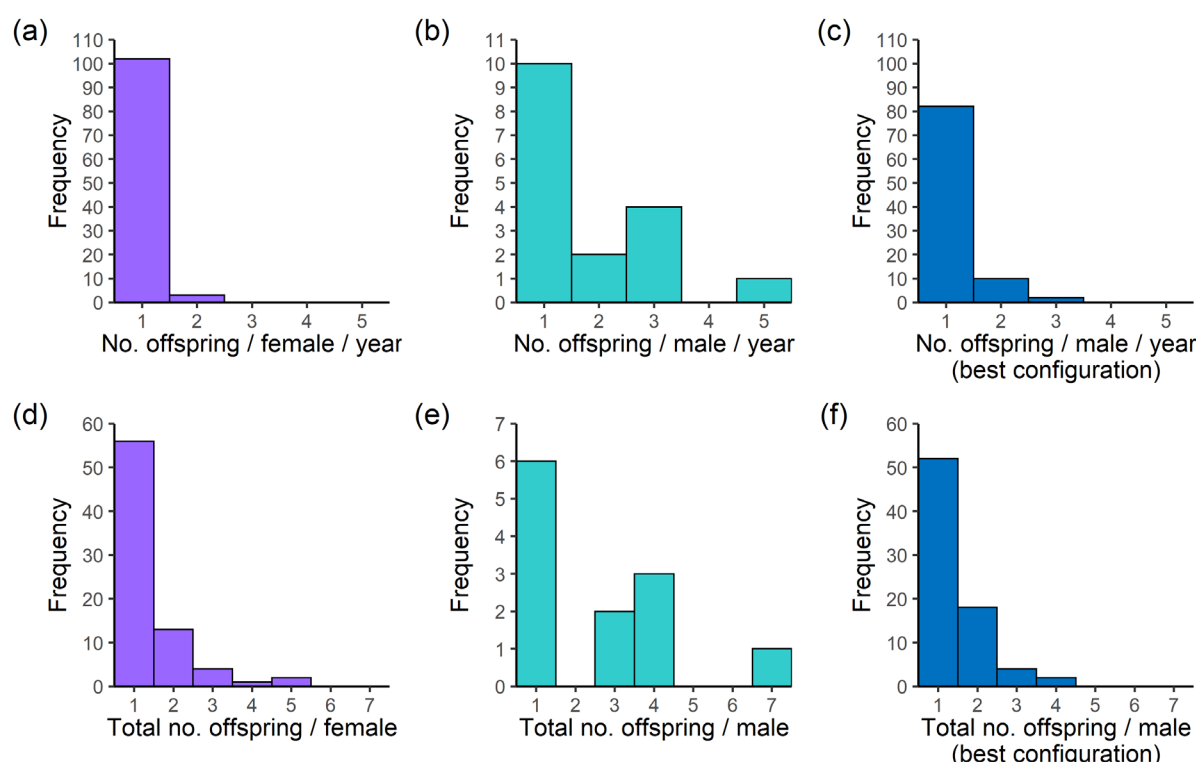 (a)
110
100
90
80
70
60
50
40
30
20
10
0
Frequency
1 2 3 4 5
No. offspring / female / year
(b)
11
10
9
8
7
6
5
4
3
2
1
0
Frequency
1 2 3 4 5
No. offspring / male / year
(c)
110
100
90
80
70
60
50
40
30
20
10
0
Frequency
1 2 3 4 5
No. offspring / male / year
(best configuration)
(d)
60
50
40
30
20
10
0
Frequency
1 2 3 4 5 6 7
Total no. offspring / female
(e)
7
6
5
4
3
2
1
0
Frequency
1 2 3 4 5 6 7
Total no. offspring / male
(f)
60
50
40
30
20
10
0
Frequency
1 2 3 4 5 6 7
Total no. offspring / male
(best configuration)